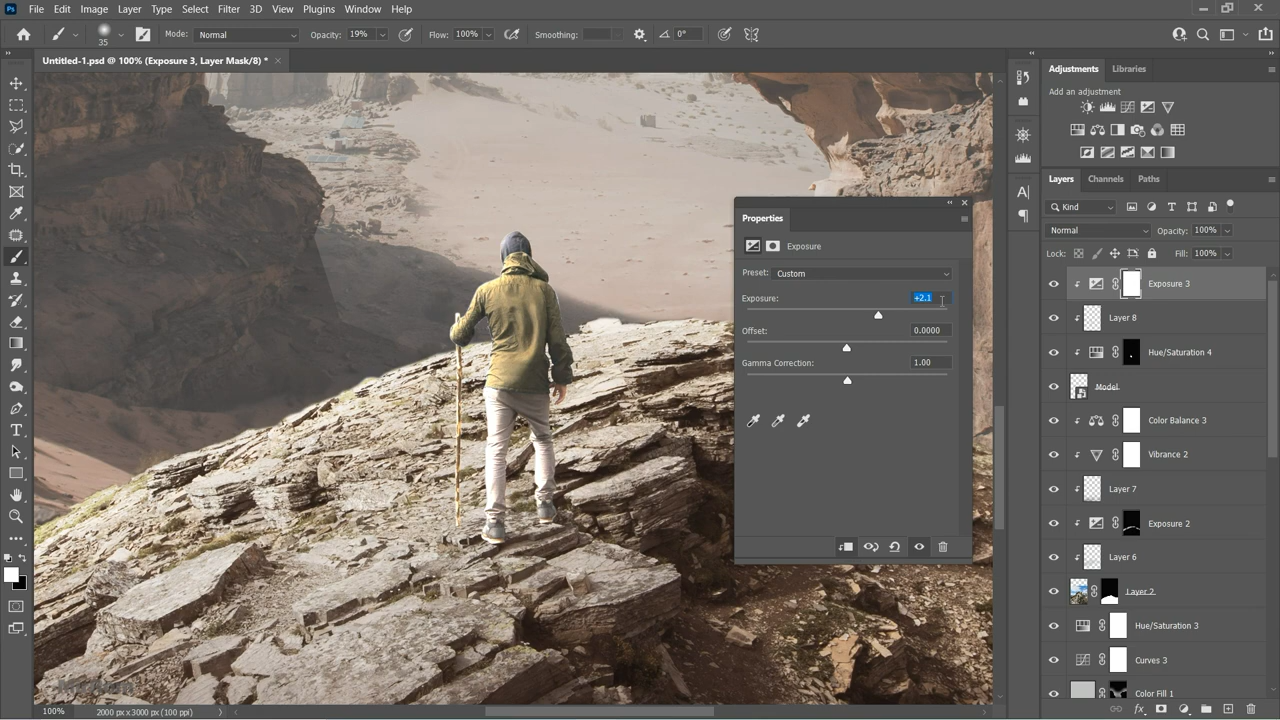 Ps File Edit Image Layer Type Select Filter 3D View Plugins Window Help
35 Mode: Normal Opacity: 19% Flow: 100% Smoothing: 0°
Untitled-1.psd @ 100% (Exposure 3, Layer Mask/8) *
Adjustments Libraries
Add an adjustment
Layers Channels Paths
Kind
Normal Opacity: 100%
Lock: Fill: 100%
Exposure 3
Layer 8
Hue/Saturation 4
Model
Color Balance 3
Vibrance 2
Layer 7
Exposure 2
Layer 6
Layer 2
Hue/Saturation 3
Curves 3
Color Fill 1
fx
Properties
Exposure
Preset: Custom
Exposure: +2.1
Offset: 0.0000
Gamma Correction: 1.00
100% 2000 px x 3000 px (100 ppi)